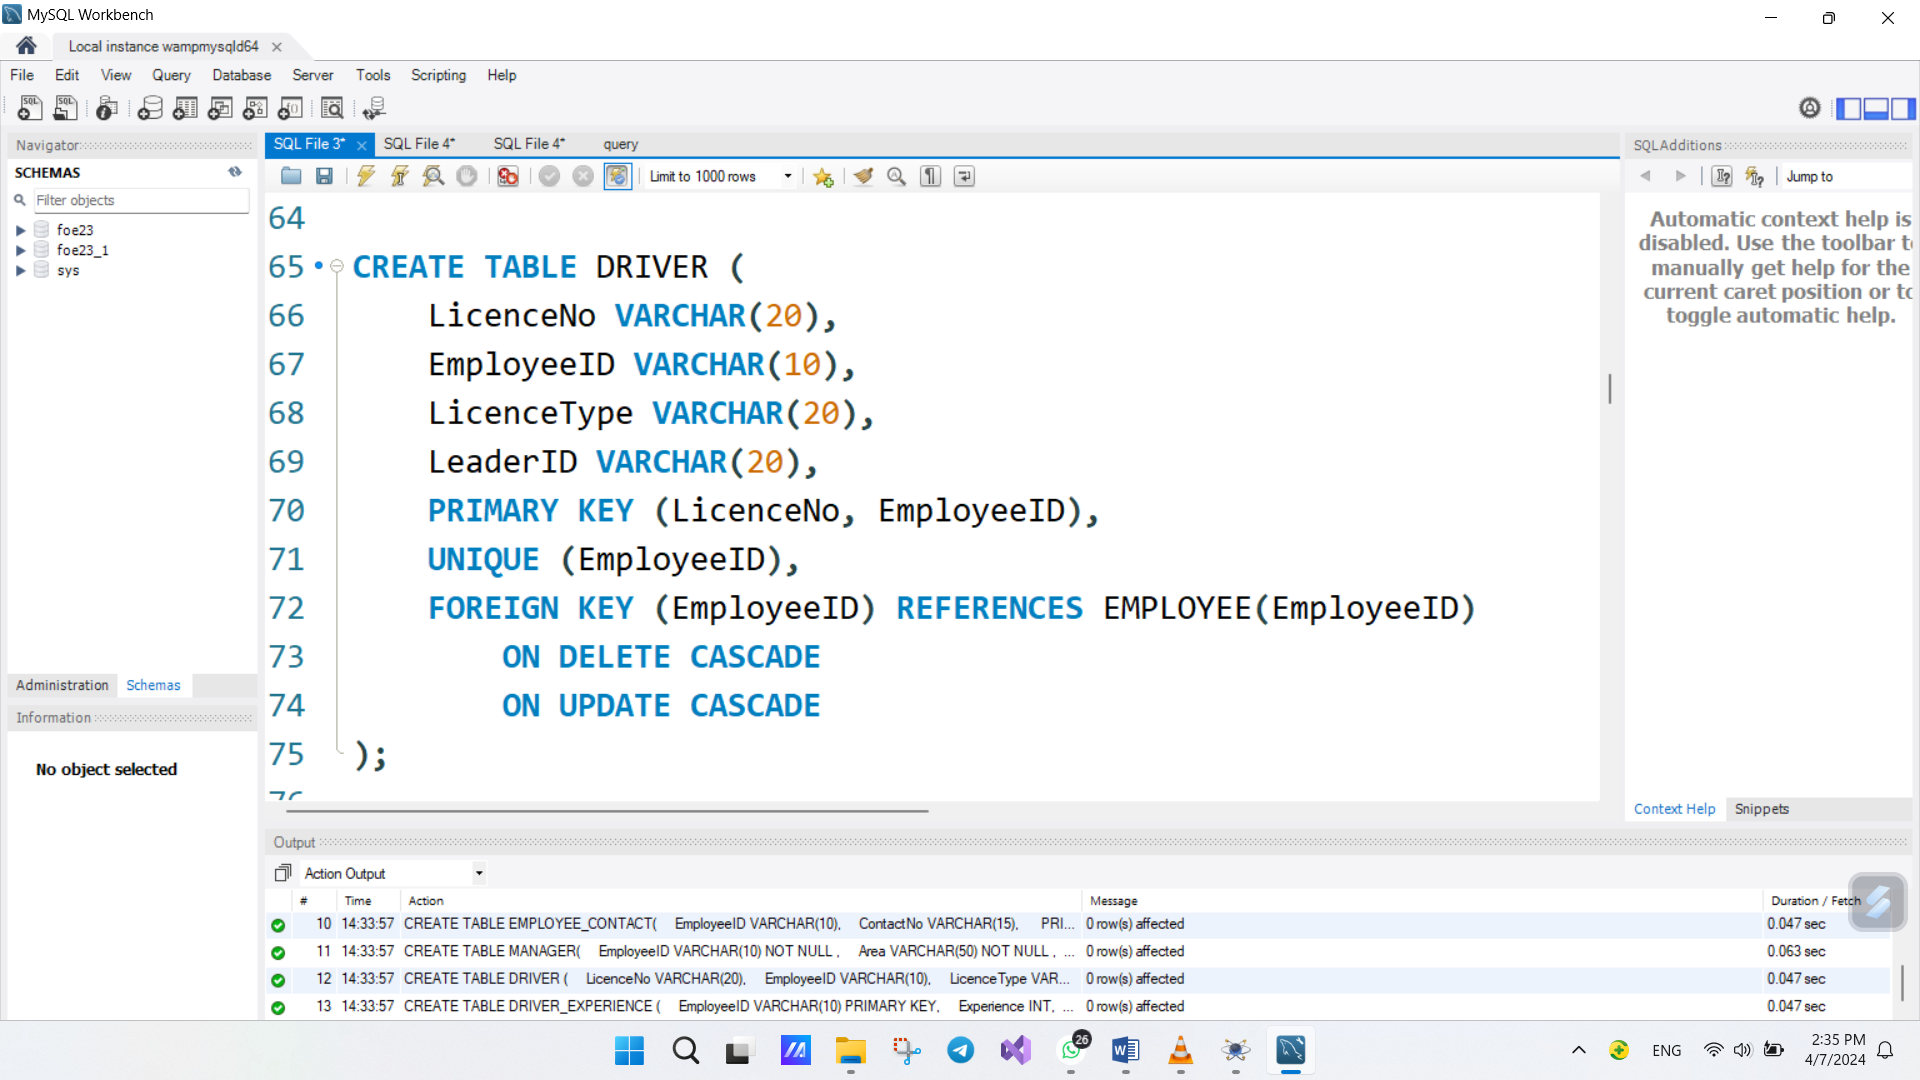 MySQL Workbench
Local instance wampmysqld64
File Edit View Query Database Server Tools Scripting Help
Navigator
SCHEMAS
Filter objects
foe23
foe23_1
sys
Administration Schemas
Information
No object selected
SQL File 3* SQL File 4* SQL File 4* query
Limit to 1000 rows
64
65 CREATE TABLE DRIVER (
66 LicenceNo VARCHAR(20),
67 EmployeeID VARCHAR(10),
68 LicenceType VARCHAR(20),
69 LeaderID VARCHAR(20),
70 PRIMARY KEY (LicenceNo, EmployeeID),
71 UNIQUE (EmployeeID),
72 FOREIGN KEY (EmployeeID) REFERENCES EMPLOYEE(EmployeeID)
73 ON DELETE CASCADE
74 ON UPDATE CASCADE
75 );
76
SQLAdditions
Jump to
Automatic context help is
disabled. Use the toolbar to
manually get help for the
current caret position or to
toggle automatic help.
Context Help Snippets
Output
Action Output
# Time Action Message Duration / Fetch
10 14:33:57 CREATE TABLE EMPLOYEE_CONTACT( EmployeeID VARCHAR(10), ContactNo VARCHAR(15), PRI... 0 row(s) affected 0.047 sec
11 14:33:57 CREATE TABLE MANAGER( EmployeeID VARCHAR(10) NOT NULL , Area VARCHAR(50) NOT NULL , ... 0 row(s) affected 0.063 sec
12 14:33:57 CREATE TABLE DRIVER ( LicenceNo VARCHAR(20), EmployeeID VARCHAR(10), LicenceType VAR... 0 row(s) affected 0.047 sec
13 14:33:57 CREATE TABLE DRIVER_EXPERIENCE ( EmployeeID VARCHAR(10) PRIMARY KEY, Experience INT, ... 0 row(s) affected 0.047 sec
26
ENG
2:35 PM
4/7/2024